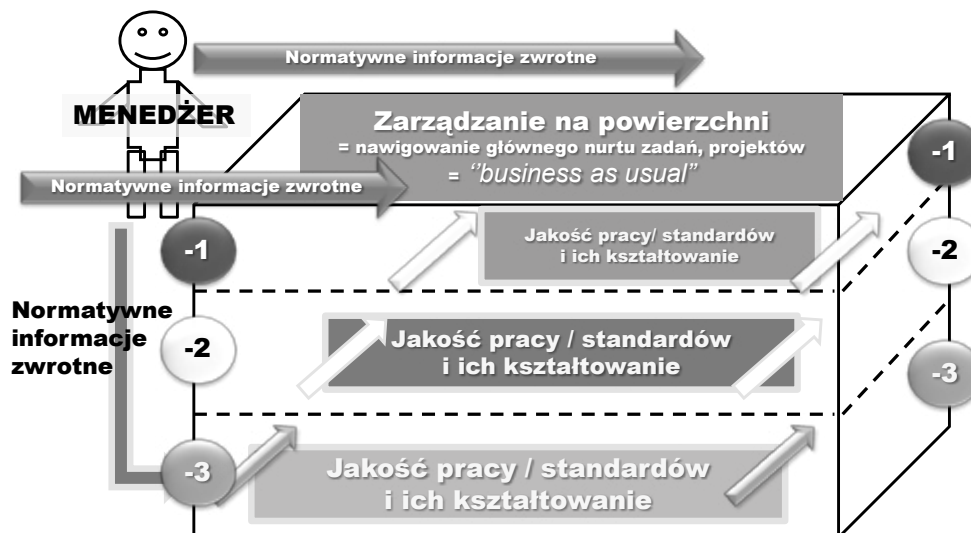 Normatywne informacje zwrotne
MENEDŻER
Zarządzanie na powierzchni
= nawigowanie głównego nurtu zadań, projektów
= ‘’business as usual”
-1
Normatywne informacje zwrotne
Jakość pracy/ standardów
i ich kształtowanie
-1
-2
Normatywne
informacje
zwrotne
-2
Jakość pracy / standardów
i ich kształtowanie
-3
-3
Jakość pracy / standardów
i ich kształtowanie